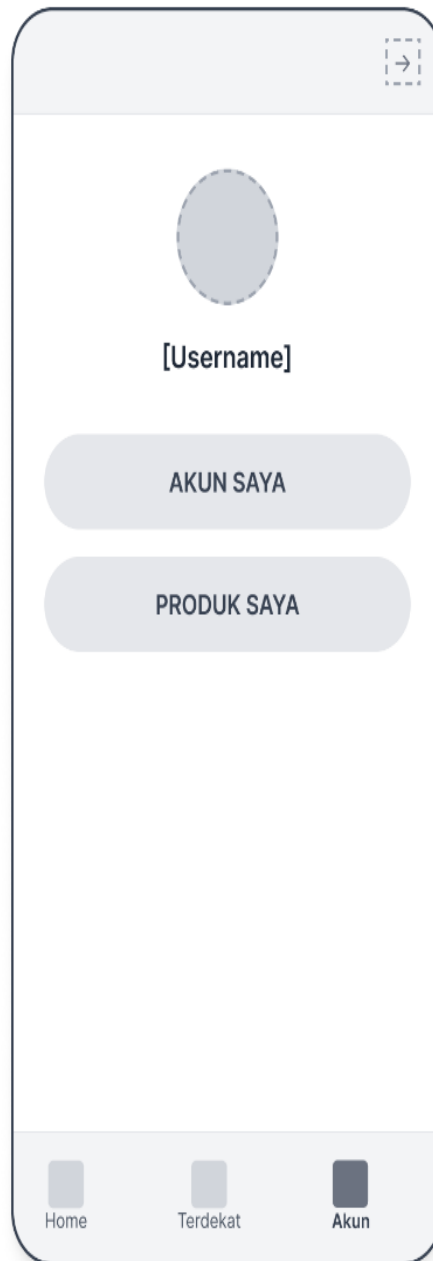 →
[Username]
AKUN SAYA
PRODUK SAYA
Home
Terdekat
Akun